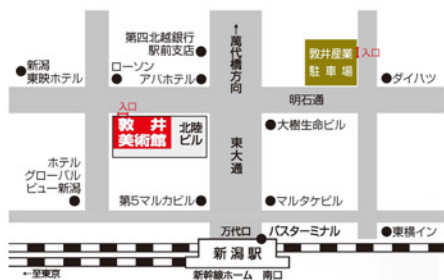 第四北越銀行
駅前支店
←萬代橋方向
敦井産業
駐車場
入口
新潟
東映ホテル
ローソン
アパホテル
ダイハツ
明石通
入口
敦井
美術館
北陸
ビル
大樹生命ビル
東大通
ホテル
グローバル
ビュー新潟
第5マルカビル
マルタケビル
万代口
バスターミナル
東横イン
新潟駅
←至東京
新幹線ホーム
南口